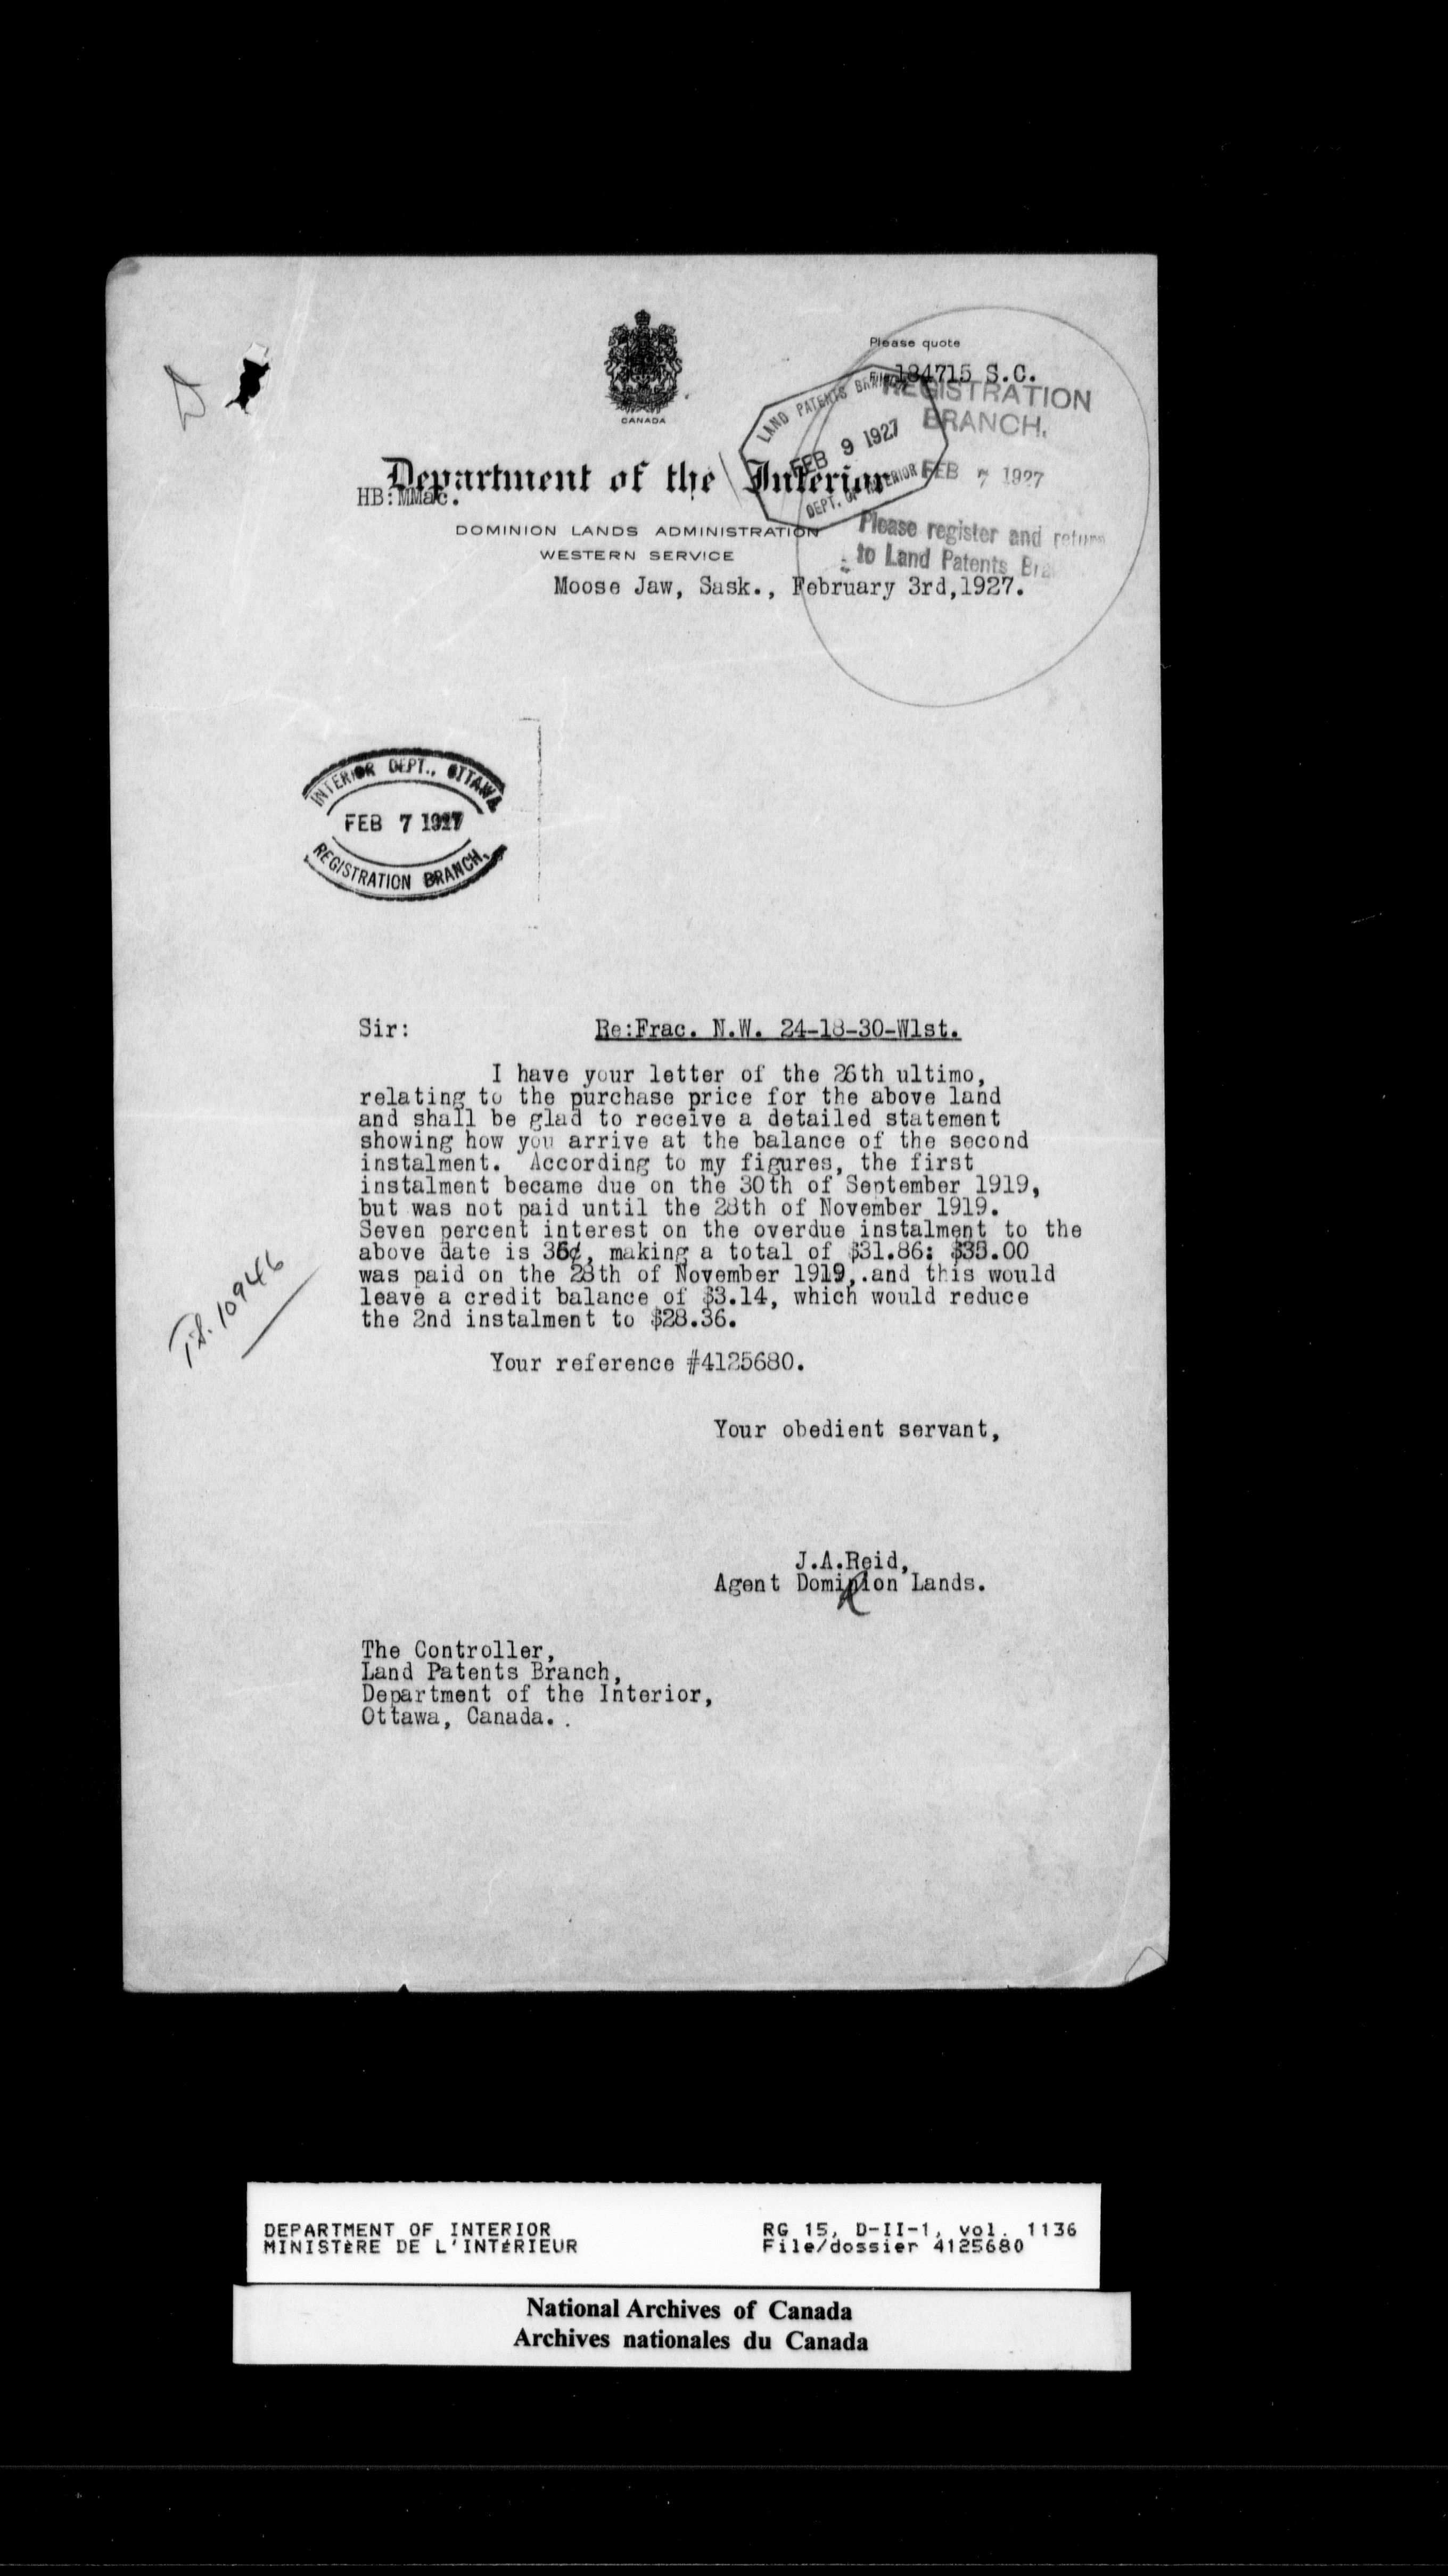 Please quote
184715 S.C.
REGISTRATION
BRANCH.
FEB 7 1927
Please register and return
to Land Patents
LAND PATENTS
FEB 9 1927
DEPT. OF INTERIOR
CANADA
Department of the Interior
HB:MMac.
DOMINION LANDS ADMINISTRATION
WESTERN SERVICE
Moose Jaw, Sask., February 3rd,1927.
INTERIOR DEPT., OTTAWA
FEB 7 1927
REGISTRATION BRANCH.
Sir: Re:Frac. N.W. 24-18-30-W1st.
I have your letter of the 26th ultimo,
relating to the purchase price for the above land
and shall be glad to receive a detailed statement
showing how you arrive at the balance of the second
instalment. According to my figures, the first
instalment became due on the 30th of September 1919,
but was not paid until the 28th of November 1919.
Seven percent interest on the overdue instalment to the
above date is 36¢, making a total of $31.86: $35.00
was paid on the 28th of November 1919,.and this would
leave a credit balance of $3.14, which would reduce
the 2nd instalment to $28.36.
10946
Your reference #4125680.
Your obedient servant,
J.A.Reid,
Agent Dominion Lands.
The Controller,
Land Patents Branch,
Department of the Interior,
Ottawa, Canada. .
DEPARTMENT OF INTERIOR
MINISTÈRE DE L'INTÉRIEUR
RG 15, D-II-1, vol. 1136
File/dossier 4125680
National Archives of Canada
Archives nationales du Canada